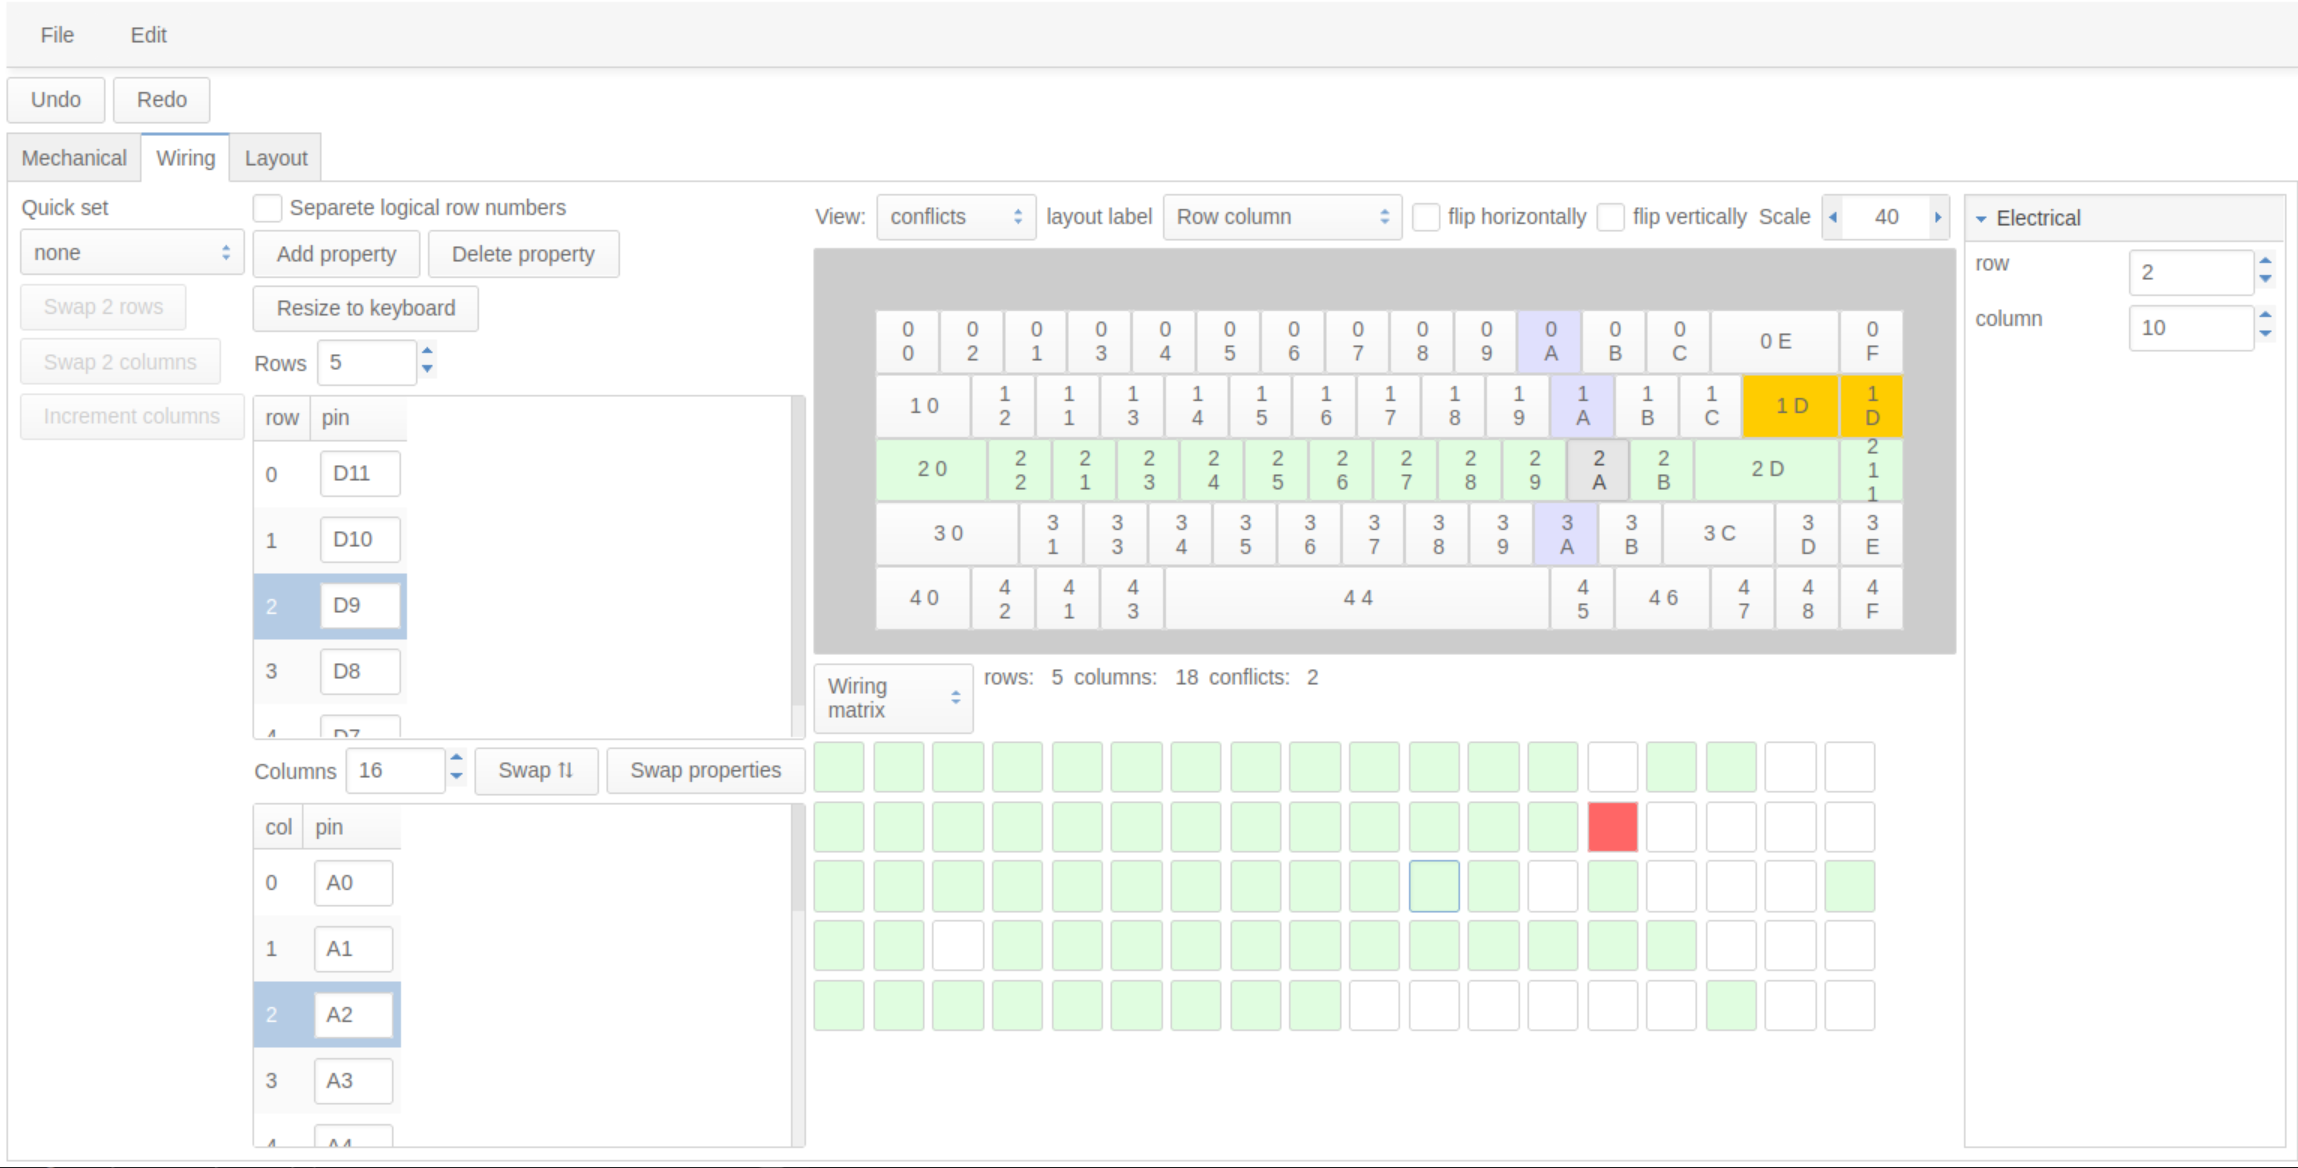 File Edit
Undo Redo
Mechanical Wiring Layout
Quick set
none
Swap 2 rows
Swap 2 columns
Increment columns
Separete logical row numbers
Add property Delete property
Resize to keyboard
Rows 5
row pin
0 D11
1 D10
2 D9
3 D8
4 D7
Columns 16 Swap ⇅ Swap properties
col pin
0 A0
1 A1
2 A2
3 A3
4 A4
View: conflicts layout label Row column flip horizontally flip vertically Scale 40
0 0 0 2 0 1 0 3 0 4 0 5 0 6 0 7 0 8 0 9 0 A 0 B 0 C 0 E 0 F
1 0 1 2 1 1 1 3 1 4 1 5 1 6 1 7 1 8 1 9 1 A 1 B 1 C 1 D 1 D
2 0 2 2 2 1 2 3 2 4 2 5 2 6 2 7 2 8 2 9 2 A 2 B 2 D 2 1 1
3 0 3 1 3 3 3 4 3 5 3 6 3 7 3 8 3 9 3 A 3 B 3 C 3 D 3 E
4 0 4 2 4 1 4 3 4 4 4 5 4 6 4 7 4 8 4 F
Wiring
matrix
rows: 5 columns: 18 conflicts: 2
Electrical
row 2
column 10